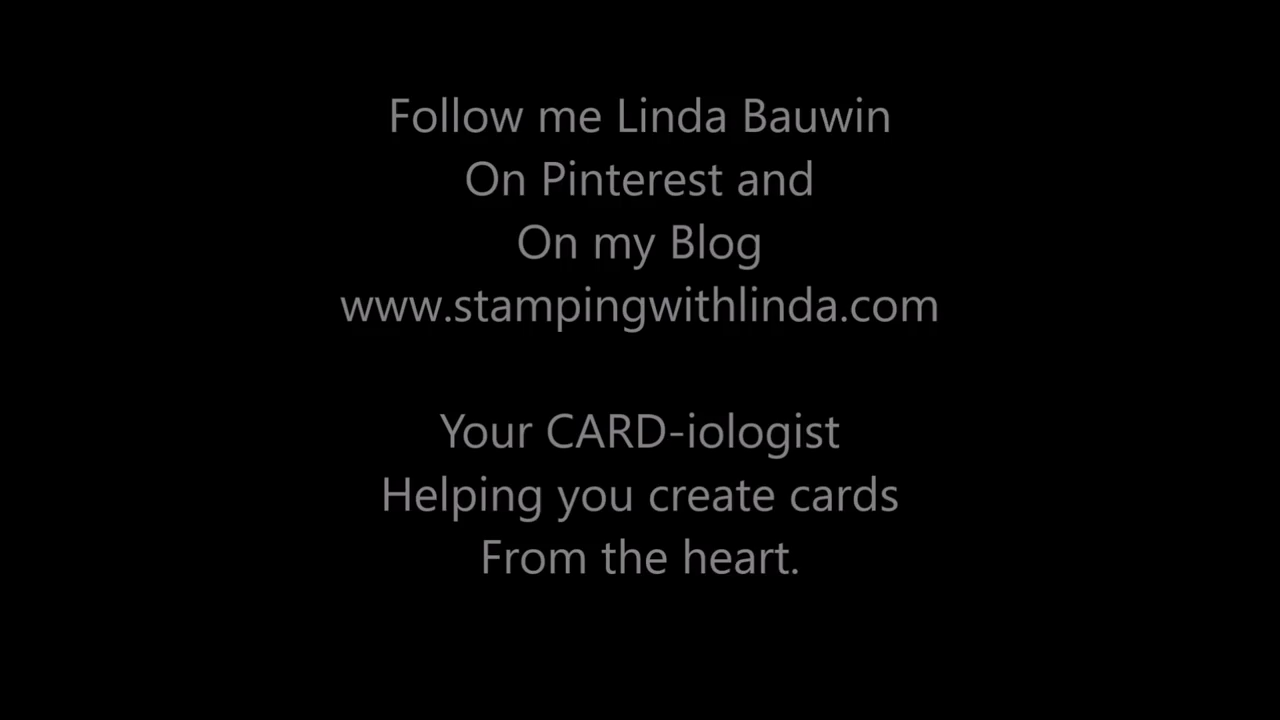 Follow me Linda Bauwin
On Pinterest and
On my Blog
www.stampingwithlinda.com
Your CARD-iologist
Helping you create cards
From the heart.